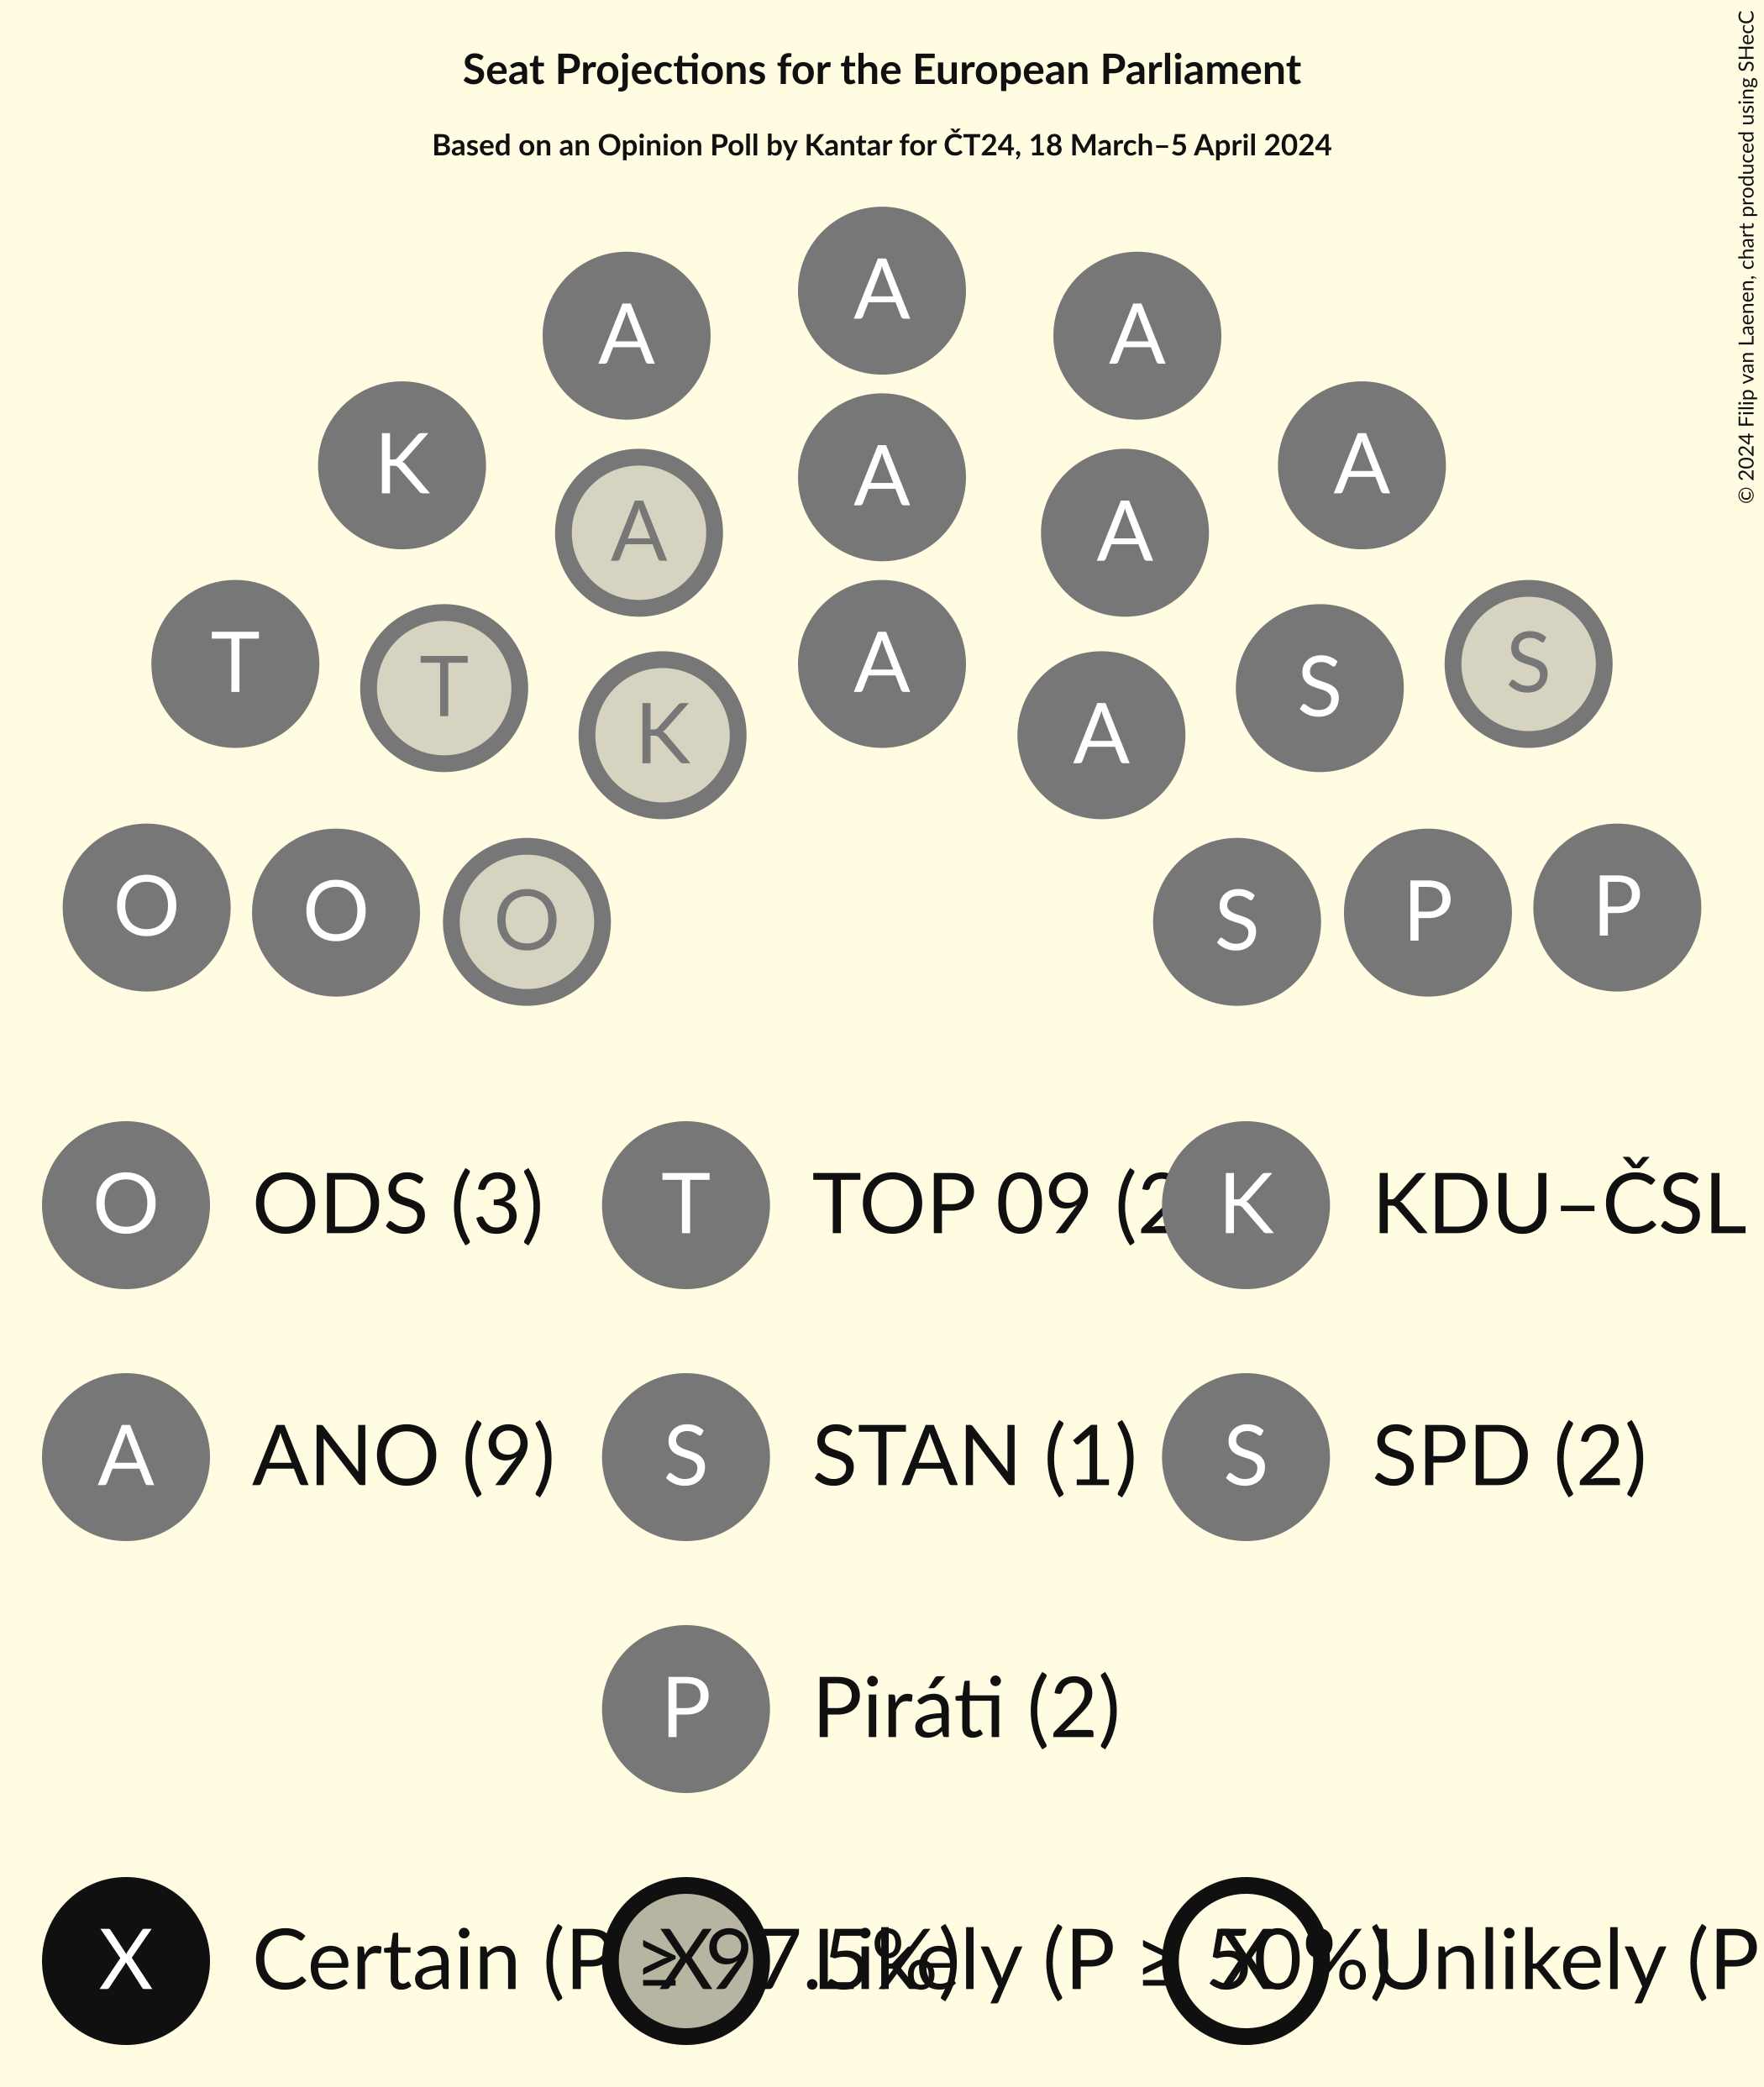 Seat Projections for the European Parliament
Based on an Opinion Poll by Kantar for ČT24, 18 March–5 April 2024
© 2024 Filip van Laenen, chart produced using SHecC
A
A A
K A
A
A A
T S
T S
A
K A
O O O S P P
O ODS (3) T TOP 09 (2 K KDU–ČSL
A ANO (9) S STAN (1) S SPD (2)
P Piráti (2)
X Certain (P ≥ 97.5%) X Likely (P ≥ 50%) X Unlikely (P